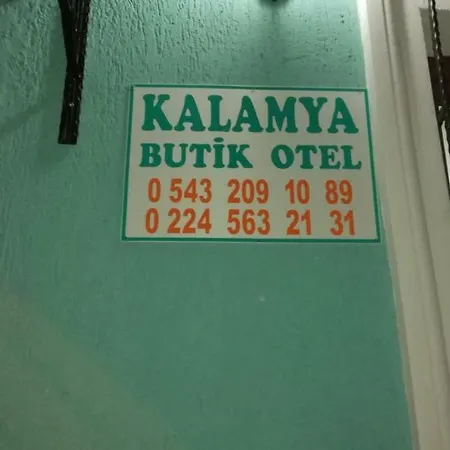 KALAMYA
BUTİK OTEL
0 543 209 10 89
0 224 563 21 31